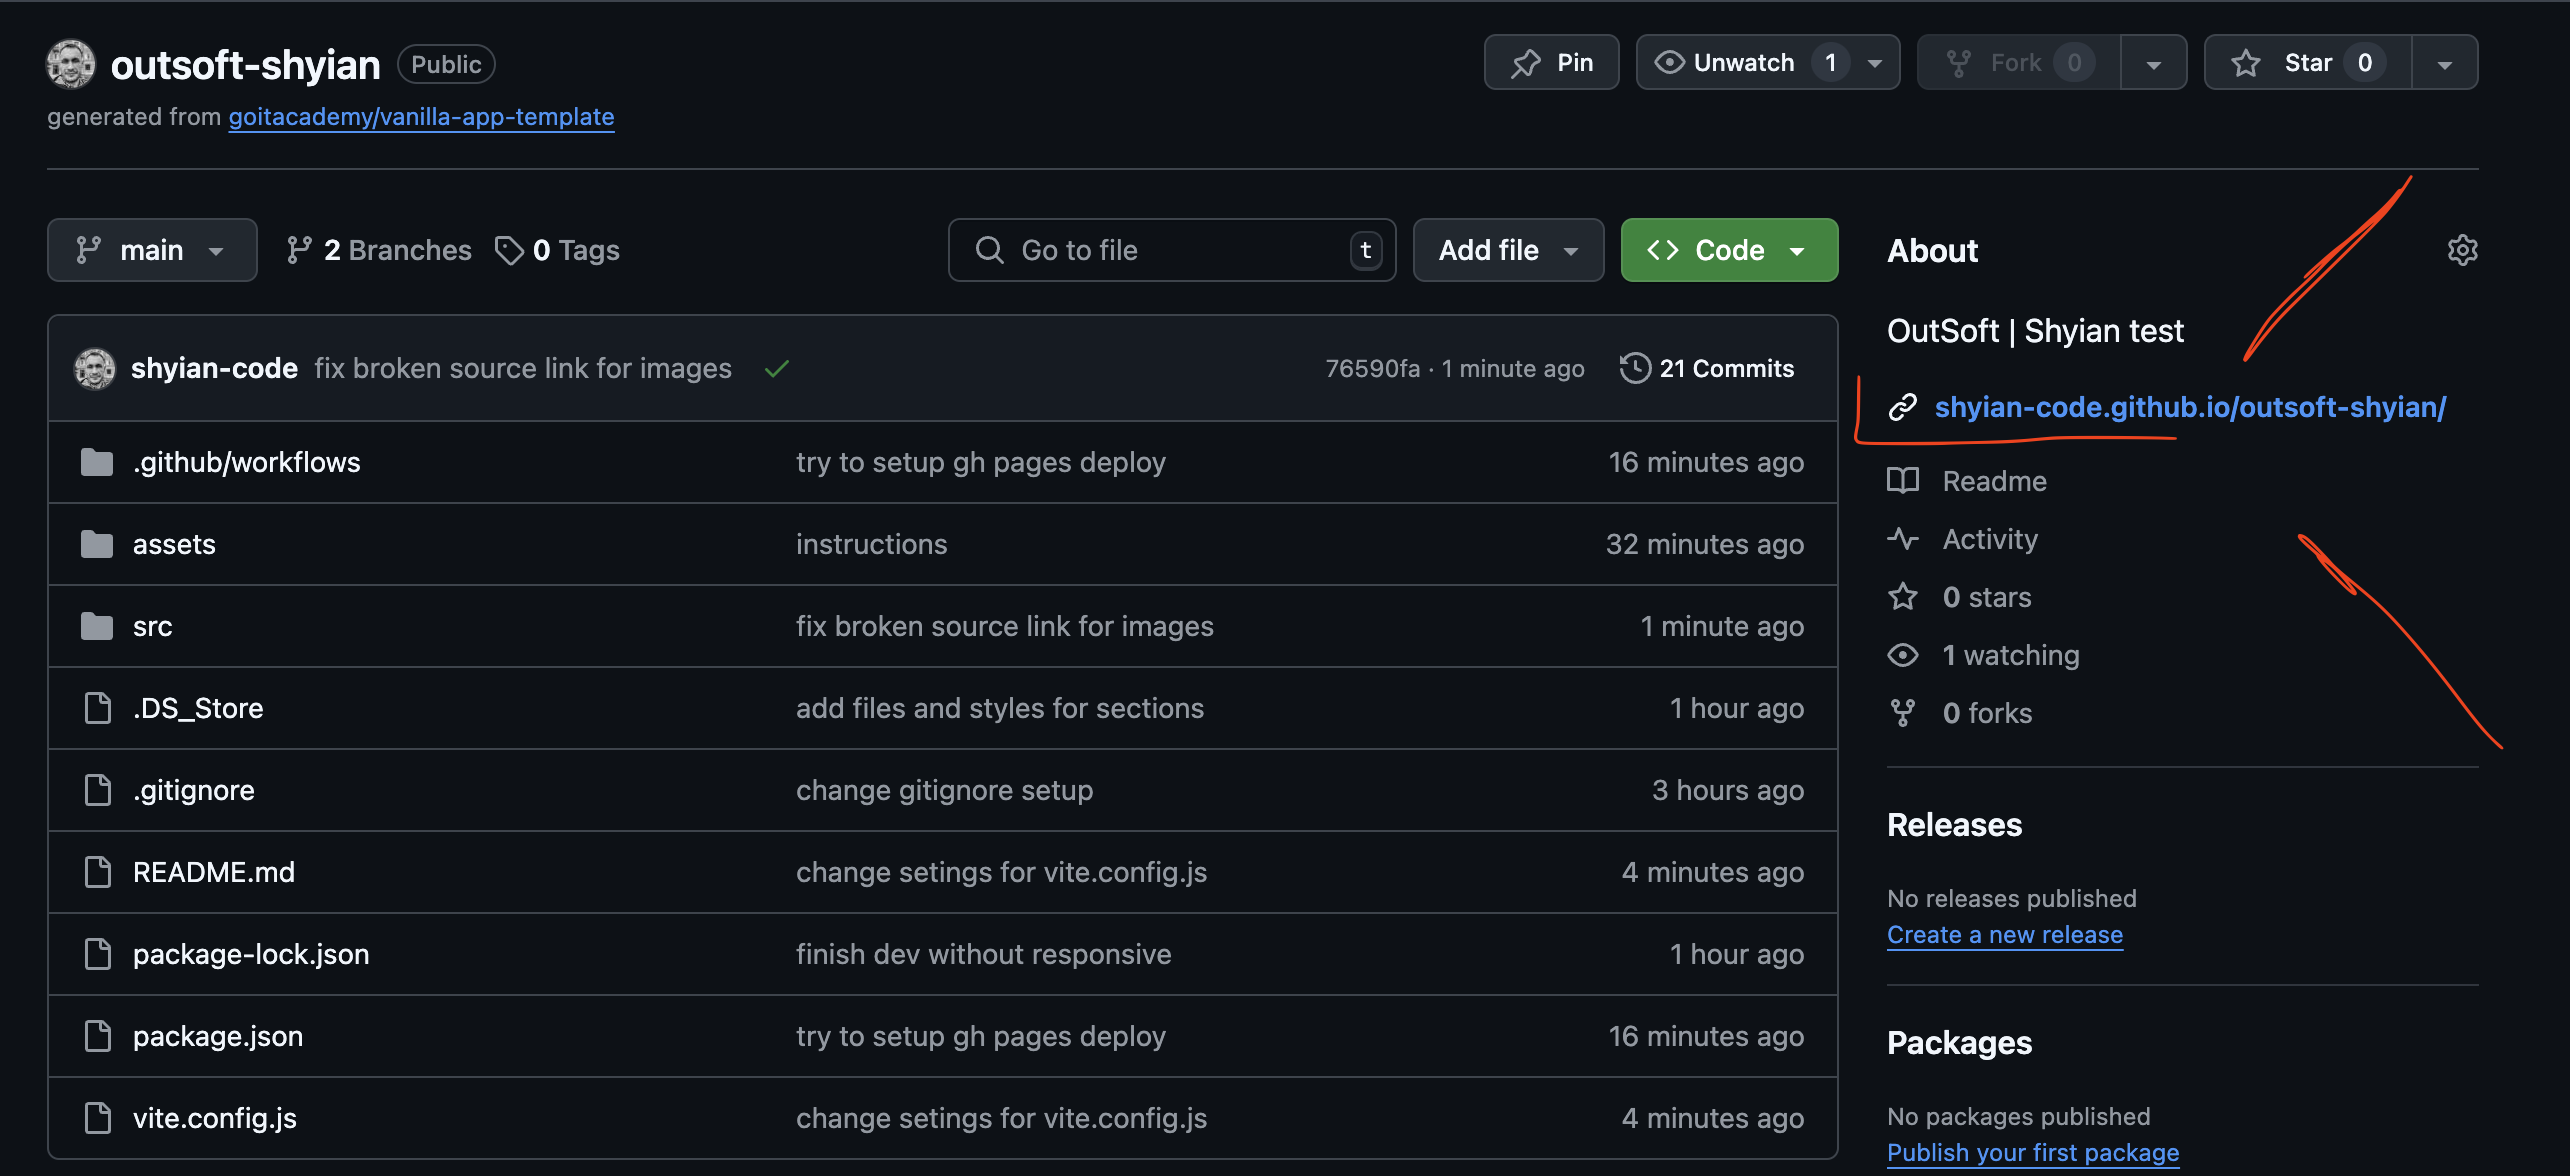 outsoft-shyian Public
Pin
Unwatch 1
Fork 0
Star 0
generated from goitacademy/vanilla-app-template
main
2 Branches
0 Tags
Go to file t
Add file
<> Code
shyian-code fix broken source link for images 76590fa · 1 minute ago 21 Commits
.github/workflows try to setup gh pages deploy 16 minutes ago
assets instructions 32 minutes ago
src fix broken source link for images 1 minute ago
.DS_Store add files and styles for sections 1 hour ago
.gitignore change gitignore setup 3 hours ago
README.md change setings for vite.config.js 4 minutes ago
package-lock.json finish dev without responsive 1 hour ago
package.json try to setup gh pages deploy 16 minutes ago
vite.config.js change setings for vite.config.js 4 minutes ago
About
OutSoft | Shyian test
shyian-code.github.io/outsoft-shyian/
Readme
Activity
0 stars
1 watching
0 forks
Releases
No releases published
Create a new release
Packages
No packages published
Publish your first package